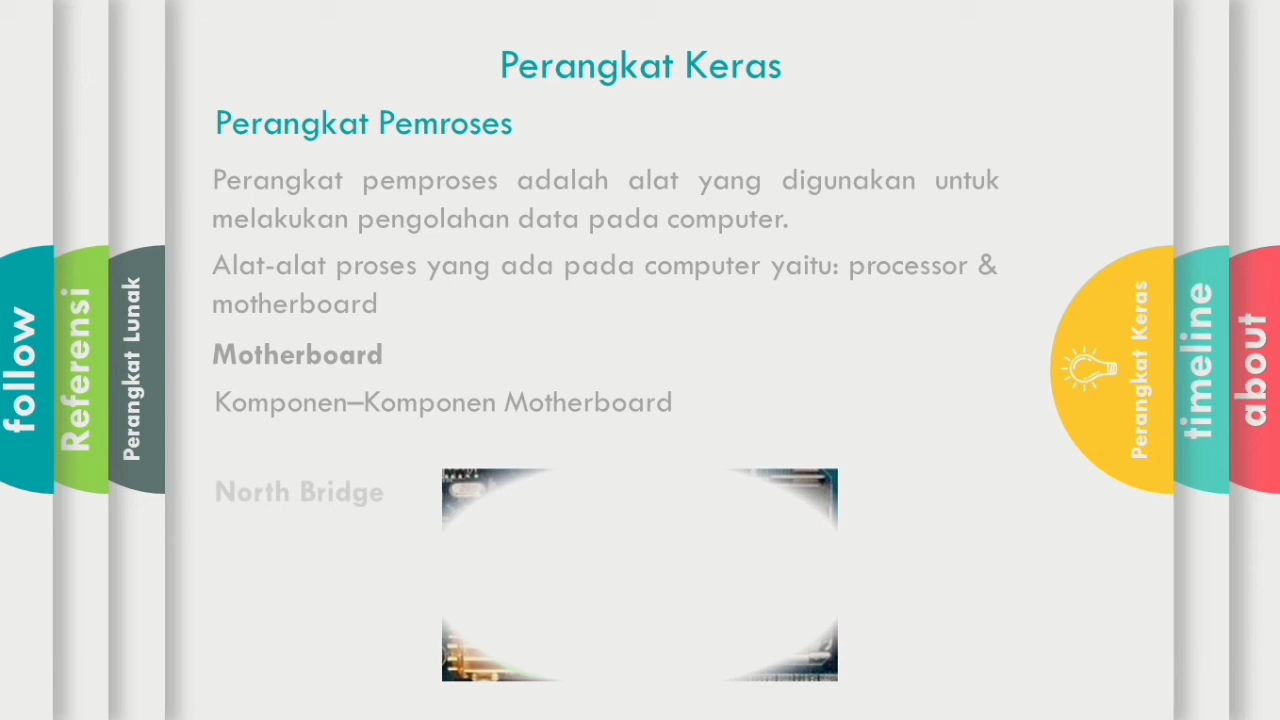 Perangkat Keras
Perangkat Pemroses
Perangkat pemproses adalah alat yang digunakan untuk
melakukan pengolahan data pada computer.
Alat-alat proses yang ada pada computer yaitu: processor &
motherboard
Motherboard
Komponen–Komponen Motherboard
North Bridge
follow
Referensi
Perangkat Lunak
Perangkat Keras
timeline
about